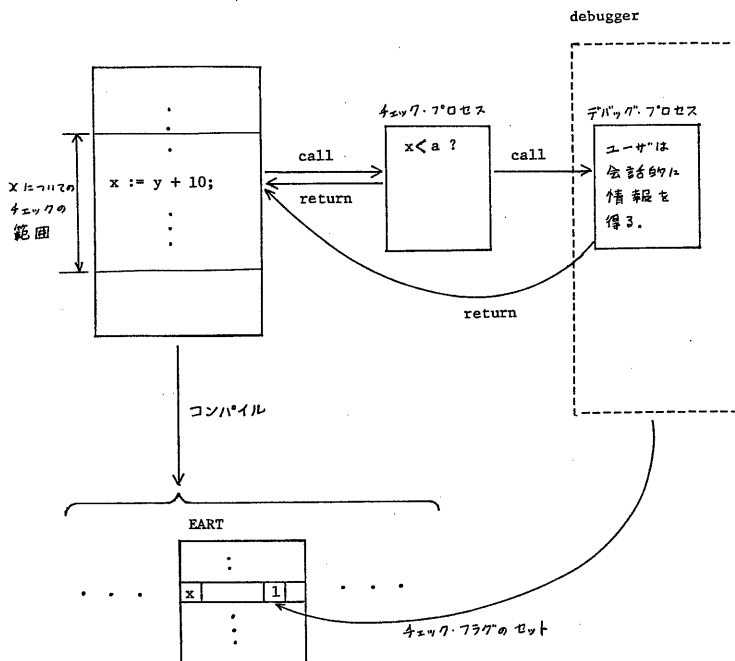 debugger
チェック・プロセス
デバッグ・プロセス
x < a ?
call
call
return
ユーザは
会話的に
情報を
得る。
xについての
チェックの
範囲
x := y + 10;
return
コンパイル
EART
x
1
チェック・フラグのセット